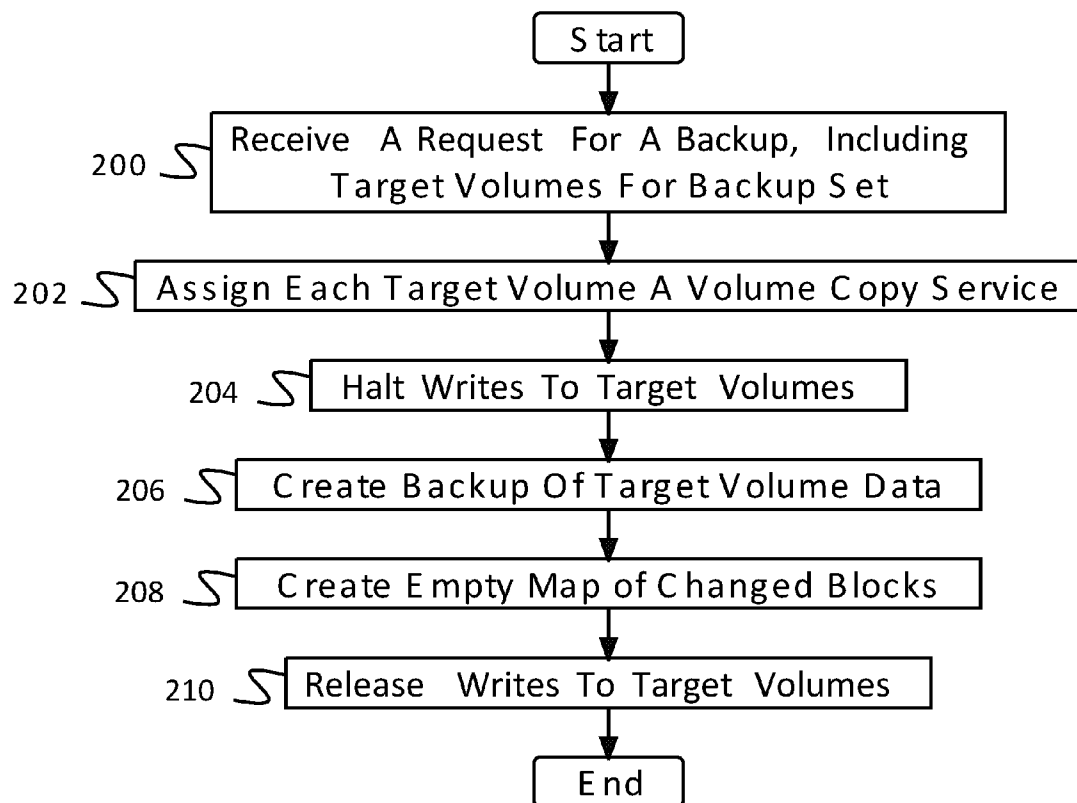 Start
200
Receive A Request For A Backup, Including
Target Volumes For Backup Set
202
Assign Each Target Volume A Volume Copy Service
204
Halt Writes To Target Volumes
206
Create Backup Of Target Volume Data
208
Create Empty Map of Changed Blocks
210
Release Writes To Target Volumes
End